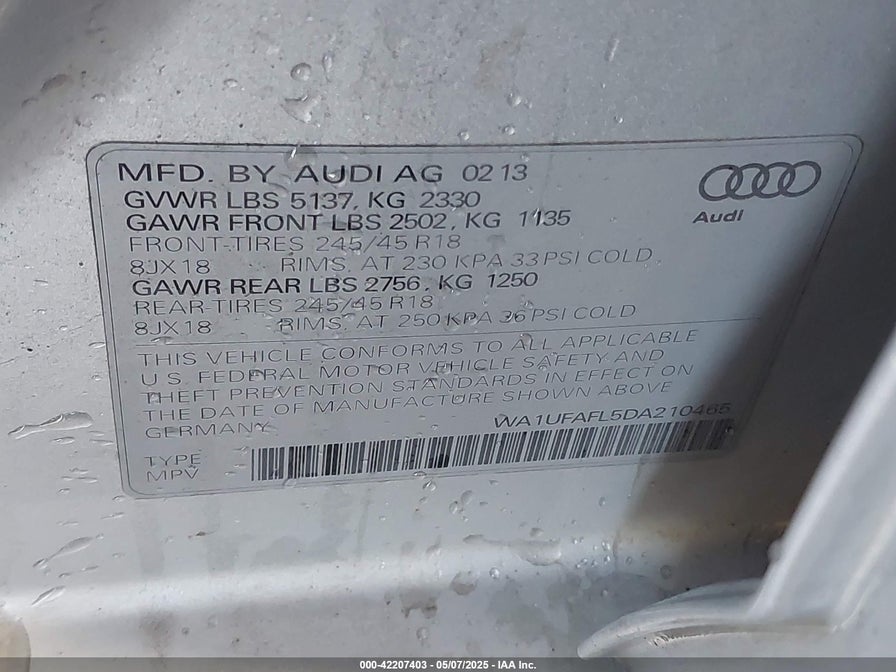 MFD. BY AUDI AG 02 13
GVWR LBS 5137, KG 2330
GAWR FRONT LBS 2502, KG 1135
FRONT-TIRES 245/45 R18
8JX18 RIMS, AT 230 KPA 33 PSI COLD,
GAWR REAR LBS 2756, KG 1250
REAR-TIRES 245/45 R18
8JX18 RIMS, AT 250 KPA 36 PSI COLD
Audi
THIS VEHICLE CONFORMS TO ALL APPLICABLE
U.S. FEDERAL MOTOR VEHICLE SAFETY AND
THEFT PREVENTION STANDARDS IN EFFECT ON
THE DATE OF MANUFACTURE SHOWN ABOVE
GERMANY WA1UFAFL5DA210465
TYPE
MPV
000-42207403 - 05/07/2025 - IAA Inc.